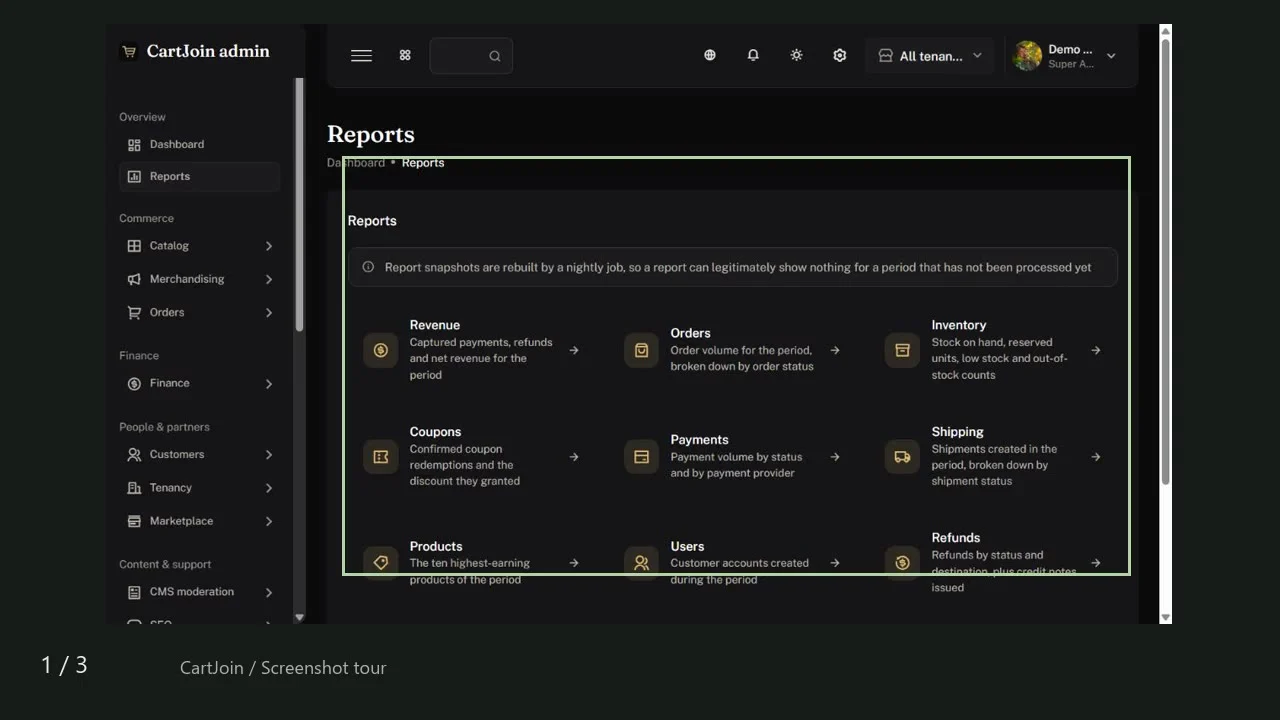 CartJoin admin
All tenan...
Demo ...
Super A...
Overview
Dashboard
Reports
Commerce
Catalog
Merchandising
Orders
Finance
Finance
People & partners
Customers
Tenancy
Marketplace
Content & support
CMS moderation
SEO
Reports
Dashboard • Reports
Reports
Report snapshots are rebuilt by a nightly job, so a report can legitimately show nothing for a period that has not been processed yet
Revenue
Captured payments, refunds
and net revenue for the
period
Orders
Order volume for the period,
broken down by order status
Inventory
Stock on hand, reserved
units, low stock and out-of-
stock counts
Coupons
Confirmed coupon
redemptions and the
discount they granted
Payments
Payment volume by status
and by payment provider
Shipping
Shipments created in the
period, broken down by
shipment status
Products
The ten highest-earning
products of the period
Users
Customer accounts created
during the period
Refunds
Refunds by status and
destination, plus credit notes
issued
1 / 3
CartJoin / Screenshot tour